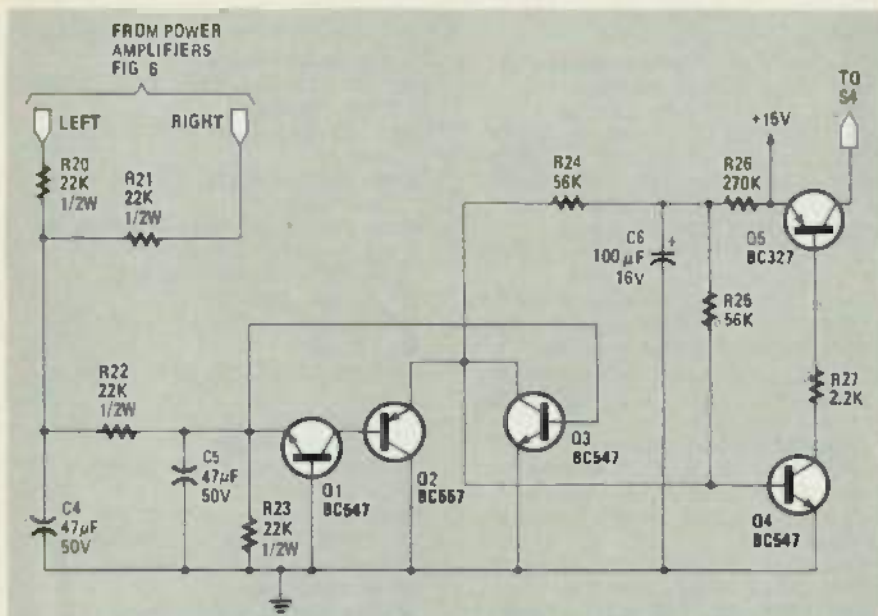 FROM POWER
AMPLIFIERS
FIG 6
LEFT
RIGHT
R20
22K
1/2W
R21
22K
1/2W
R22
22K
1/2W
C4
47µF
50V
C5
47µF
50V
R23
22K
1/2W
Q1
BC547
Q2
BC557
Q3
BC547
R24
56K
C6
100µF
16V
+
R26
270K
+15V
TO
S4
Q5
BC327
R25
56K
R27
2.2K
Q4
BC547